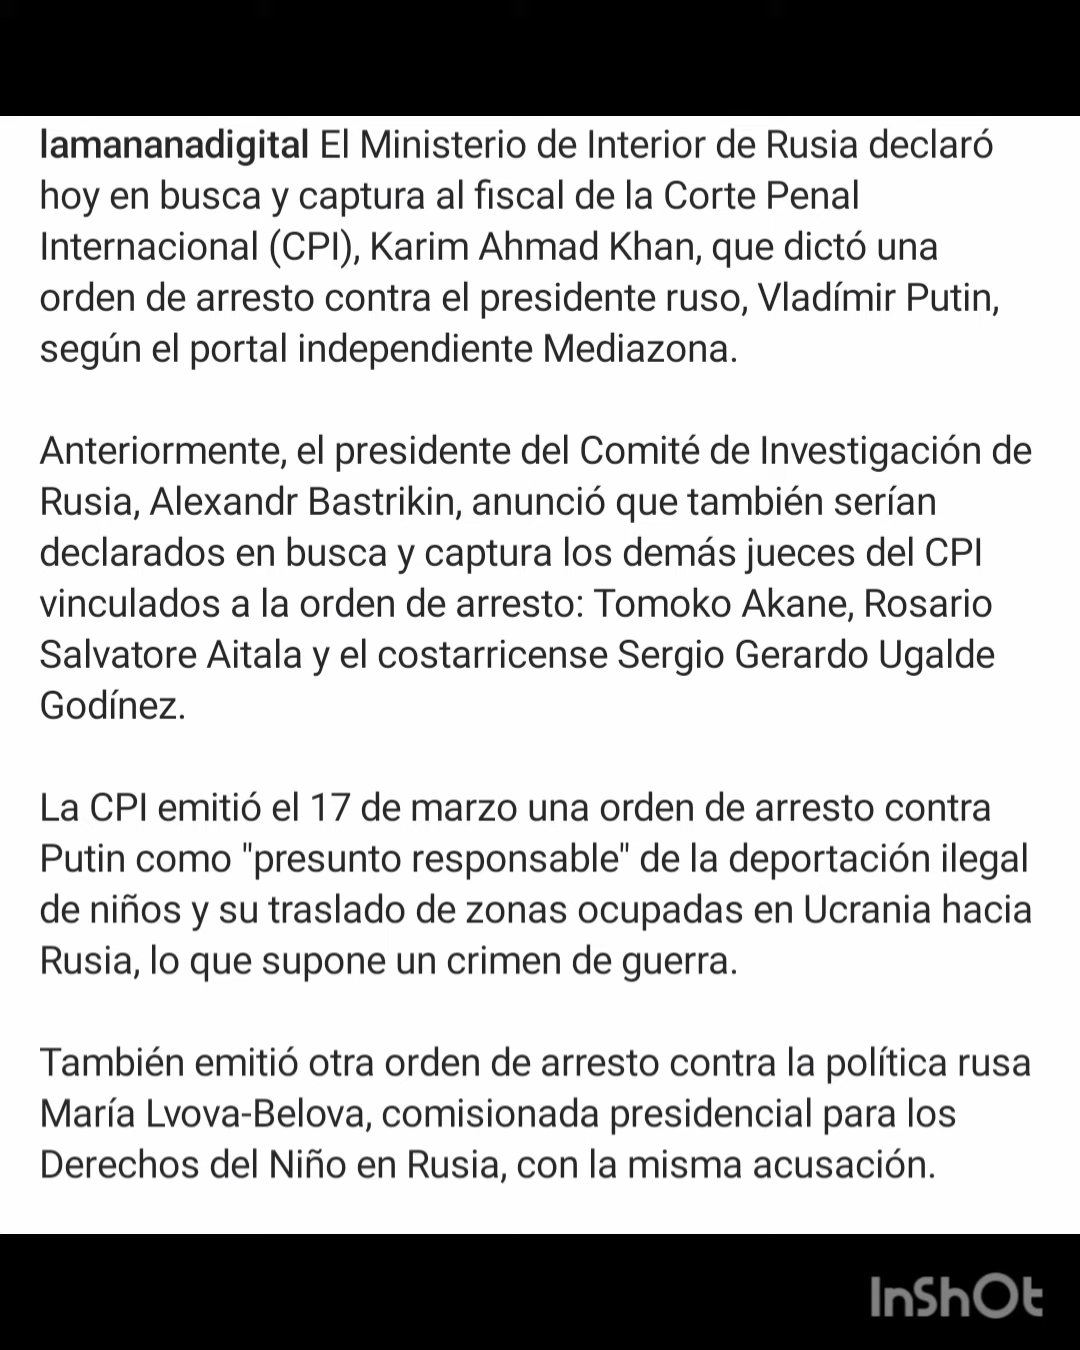 lamananadigital El Ministerio de Interior de Rusia declaró
hoy en busca y captura al fiscal de la Corte Penal
Internacional (CPI), Karim Ahmad Khan, que dictó una
orden de arresto contra el presidente ruso, Vladímir Putin,
según el portal independiente Mediazona.
Anteriormente, el presidente del Comité de Investigación de
Rusia, Alexandr Bastrikin, anunció que también serían
declarados en busca y captura los demás jueces del CPI
vinculados a la orden de arresto: Tomoko Akane, Rosario
Salvatore Aitala y el costarricense Sergio Gerardo Ugalde
Godínez.
La CPI emitió el 17 de marzo una orden de arresto contra
Putin como "presunto responsable" de la deportación ilegal
de niños y su traslado de zonas ocupadas en Ucrania hacia
Rusia, lo que supone un crimen de guerra.
También emitió otra orden de arresto contra la política rusa
María Lvova-Belova, comisionada presidencial para los
Derechos del Niño en Rusia, con la misma acusación.
InShOt